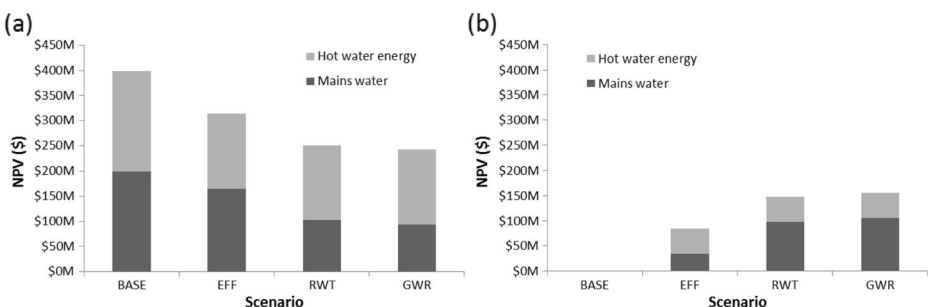 (a)
$450M
$400M
$350M
$300M
$250M
$200M
$150M
$100M
$50M
$0M
NPV ($)
Hot water energy
Mains water
BASE EFF RWT GWR
Scenario
(b)
$450M
$400M
$350M
$300M
$250M
$200M
$150M
$100M
$50M
$0M
NPV ($)
Hot water energy
Mains water
BASE EFF RWT GWR
Scenario